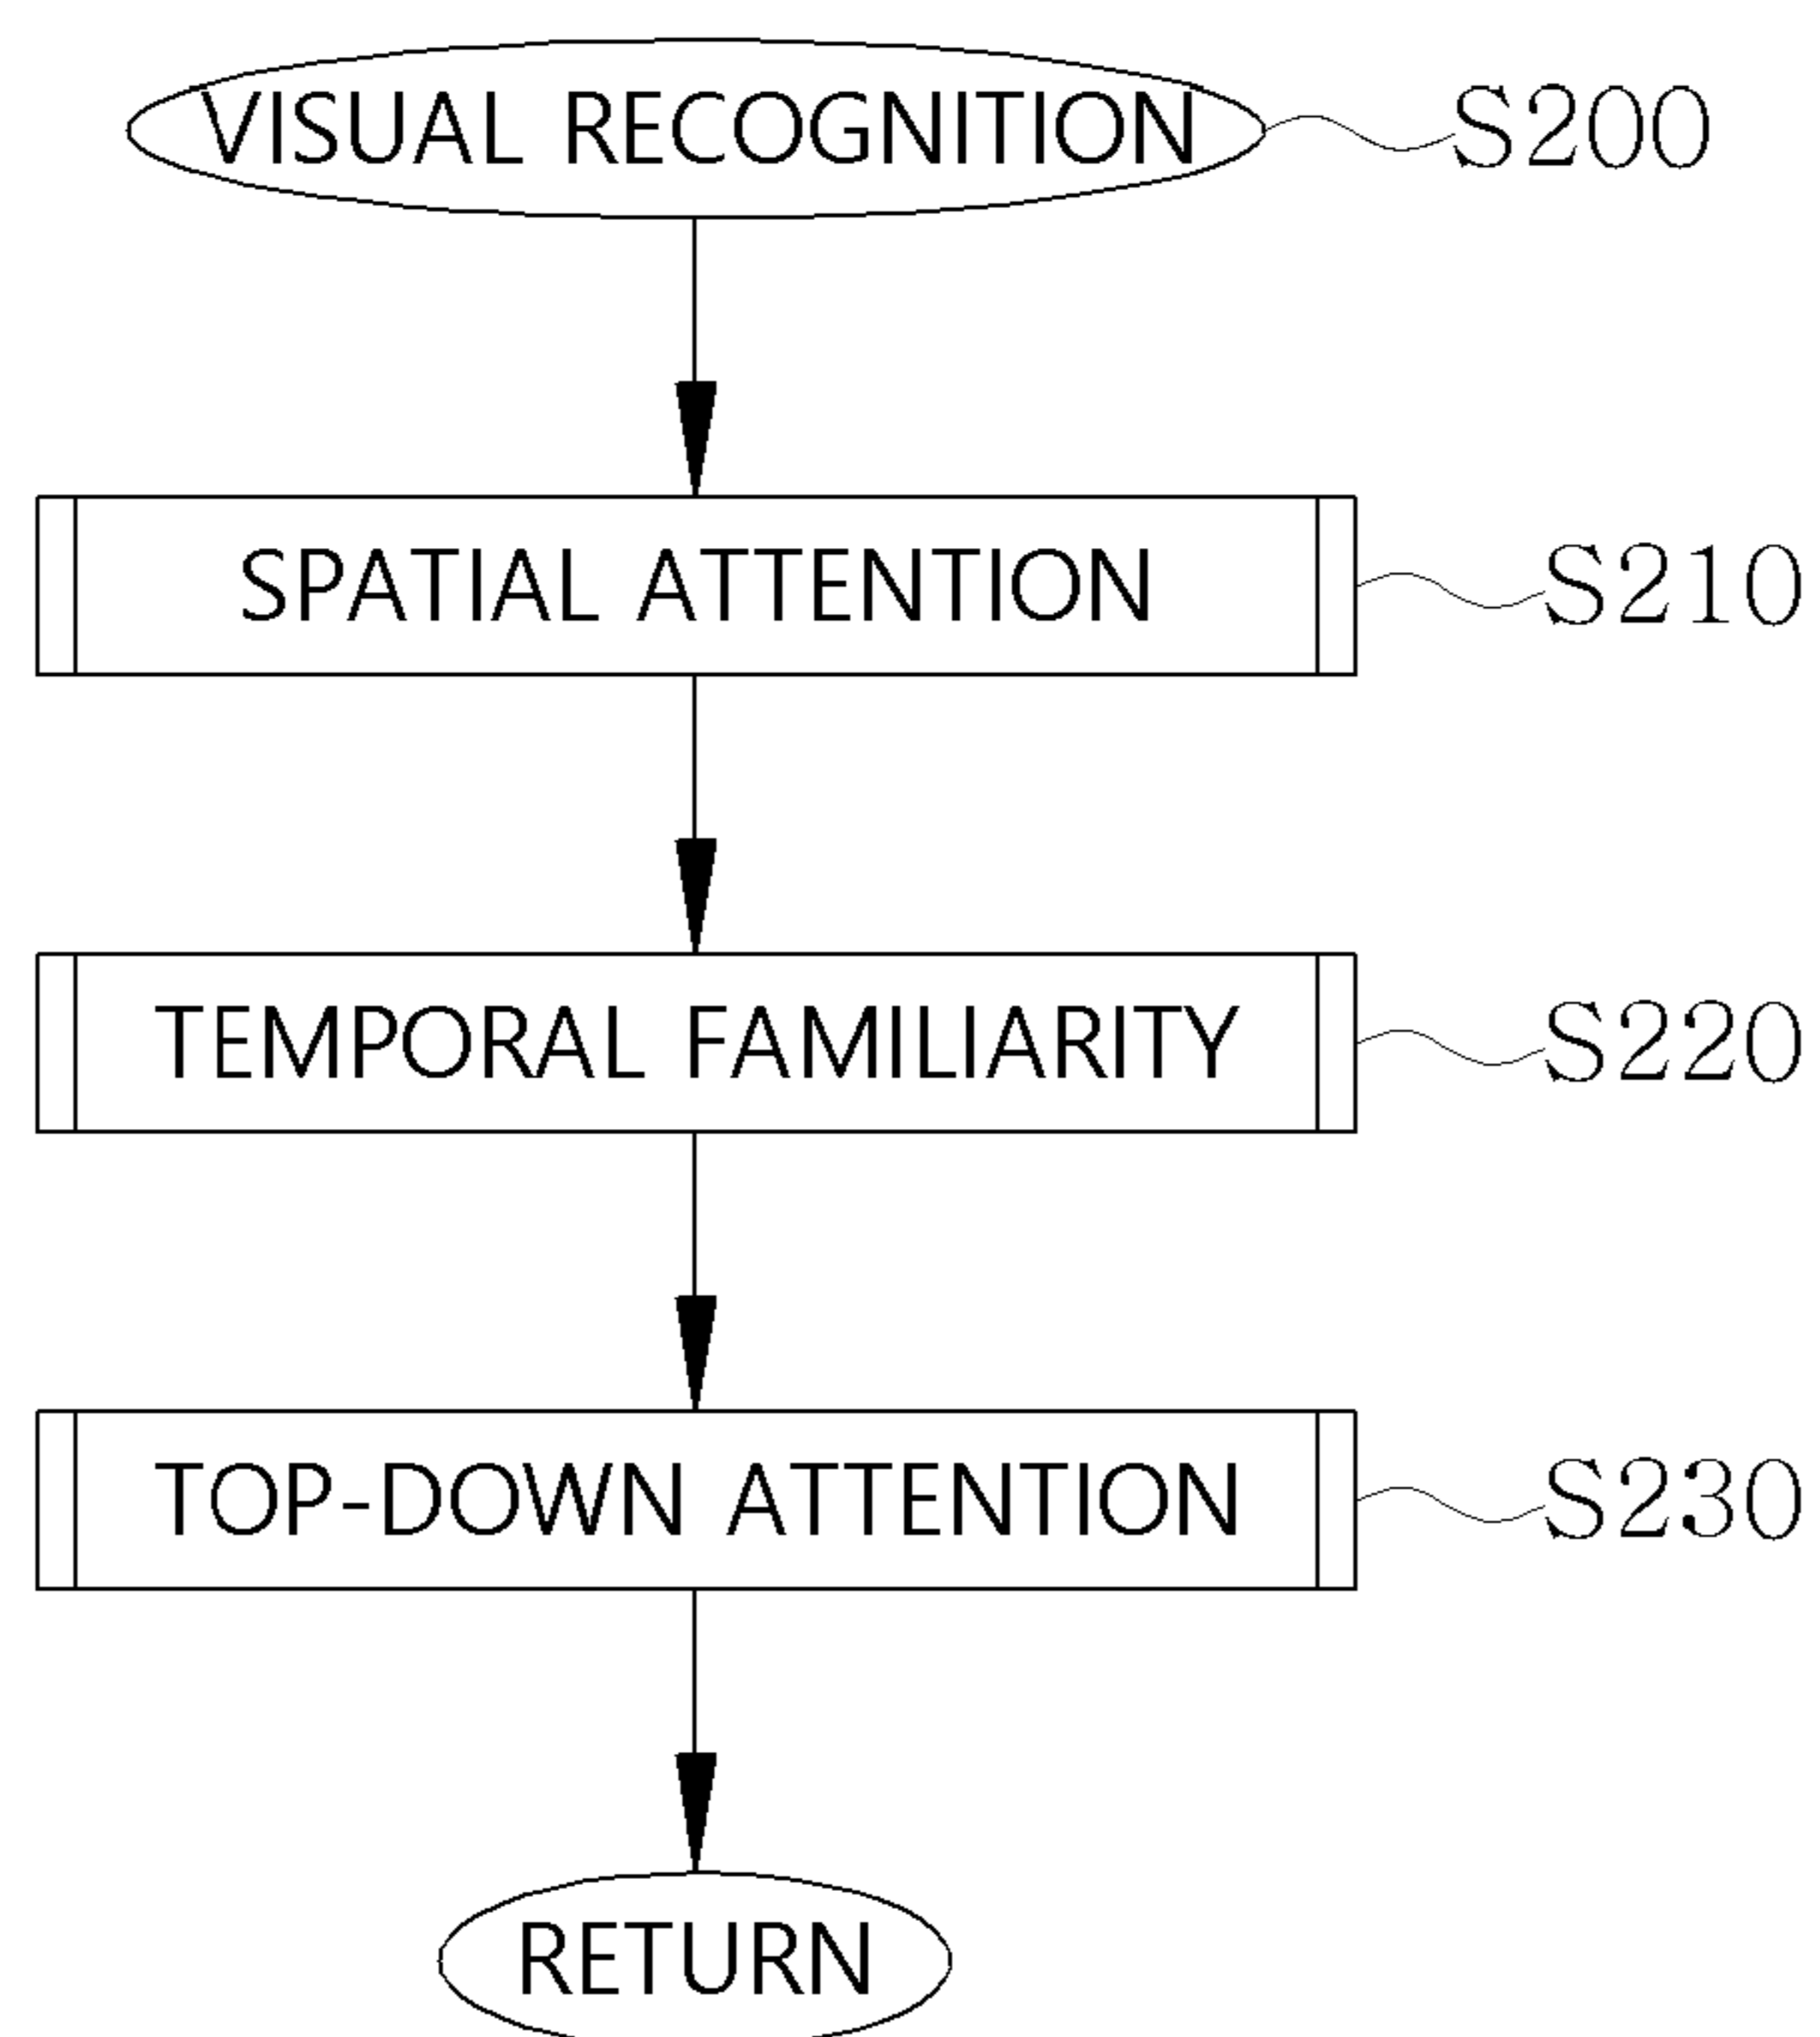 VISUAL RECOGNITION S200
SPATIAL ATTENTION S210
TEMPORAL FAMILIARITY S220
TOP-DOWN ATTENTION S230
RETURN